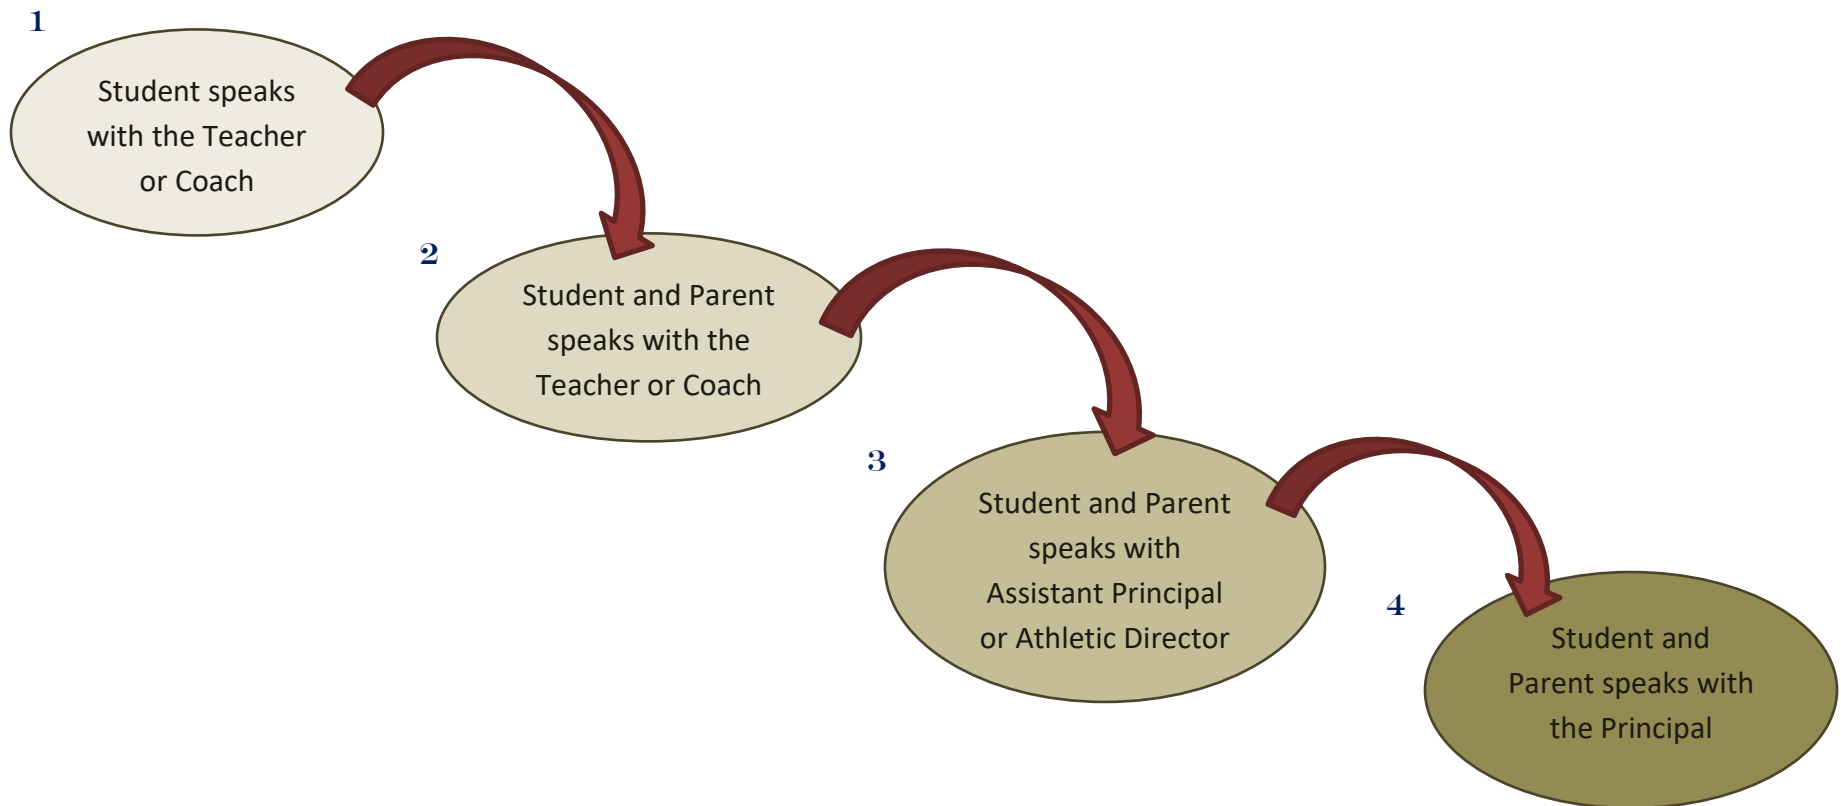 1
Student speaks
with the Teacher
or Coach
2
Student and Parent
speaks with the
Teacher or Coach
3
Student and Parent
speaks with
Assistant Principal
or Athletic Director
4
Student and
Parent speaks with
the Principal